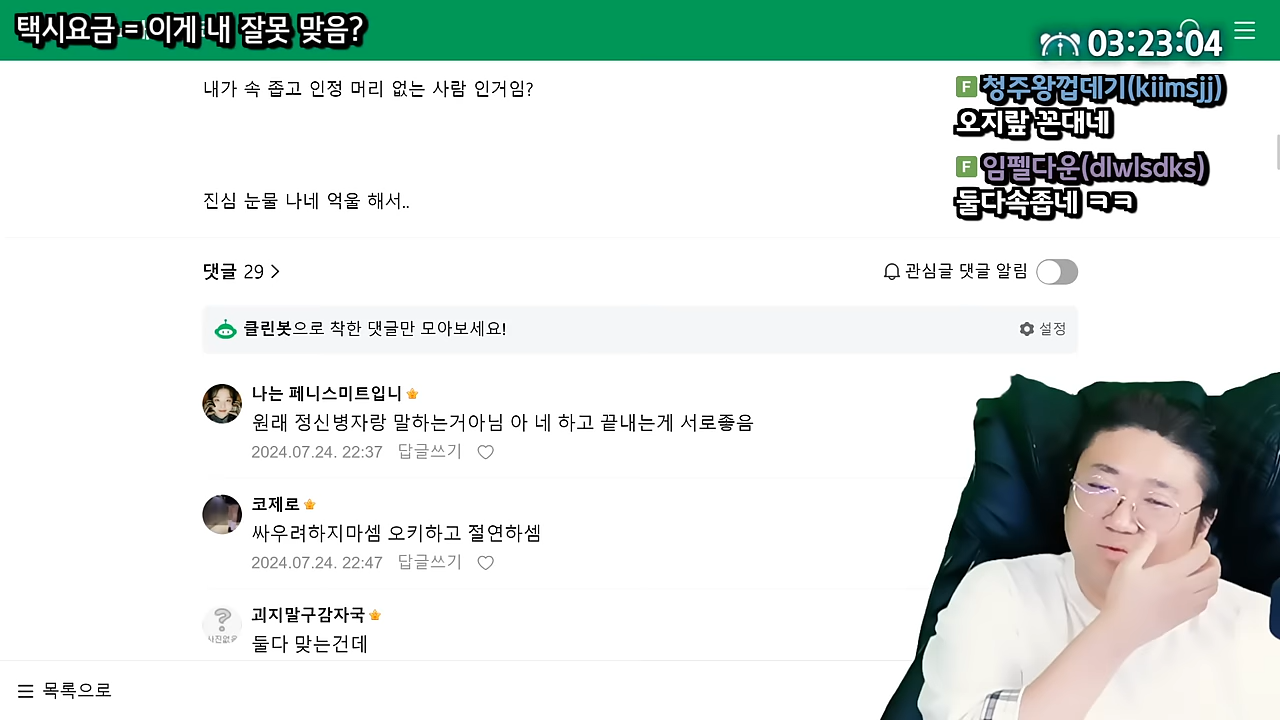 택시요금 = 이게 내 잘못 맞음?
03:23:04
내가 속 좁고 인정 머리 없는 사람 인거임?
F 청주왕껍데기(kiimsjj)
오지랖 꼰대네
F 임펠다운(dlwlsdks)
둘다속좁네 ㅋㅋ
진심 눈물 나네 억울 해서..
댓글 29 >
관심글 댓글 알림
클린봇으로 착한 댓글만 모아보세요!
설정
나는 페니스미트입니
원래 정신병자랑 말하는거아님 아 네 하고 끝내는게 서로좋음
2024.07.24. 22:37 답글쓰기
코제로
싸우려하지마셈 오키하고 절연하셈
2024.07.24. 22:47 답글쓰기
괴지말구감자국
?
사진없음
둘다 맞는건데
목록으로